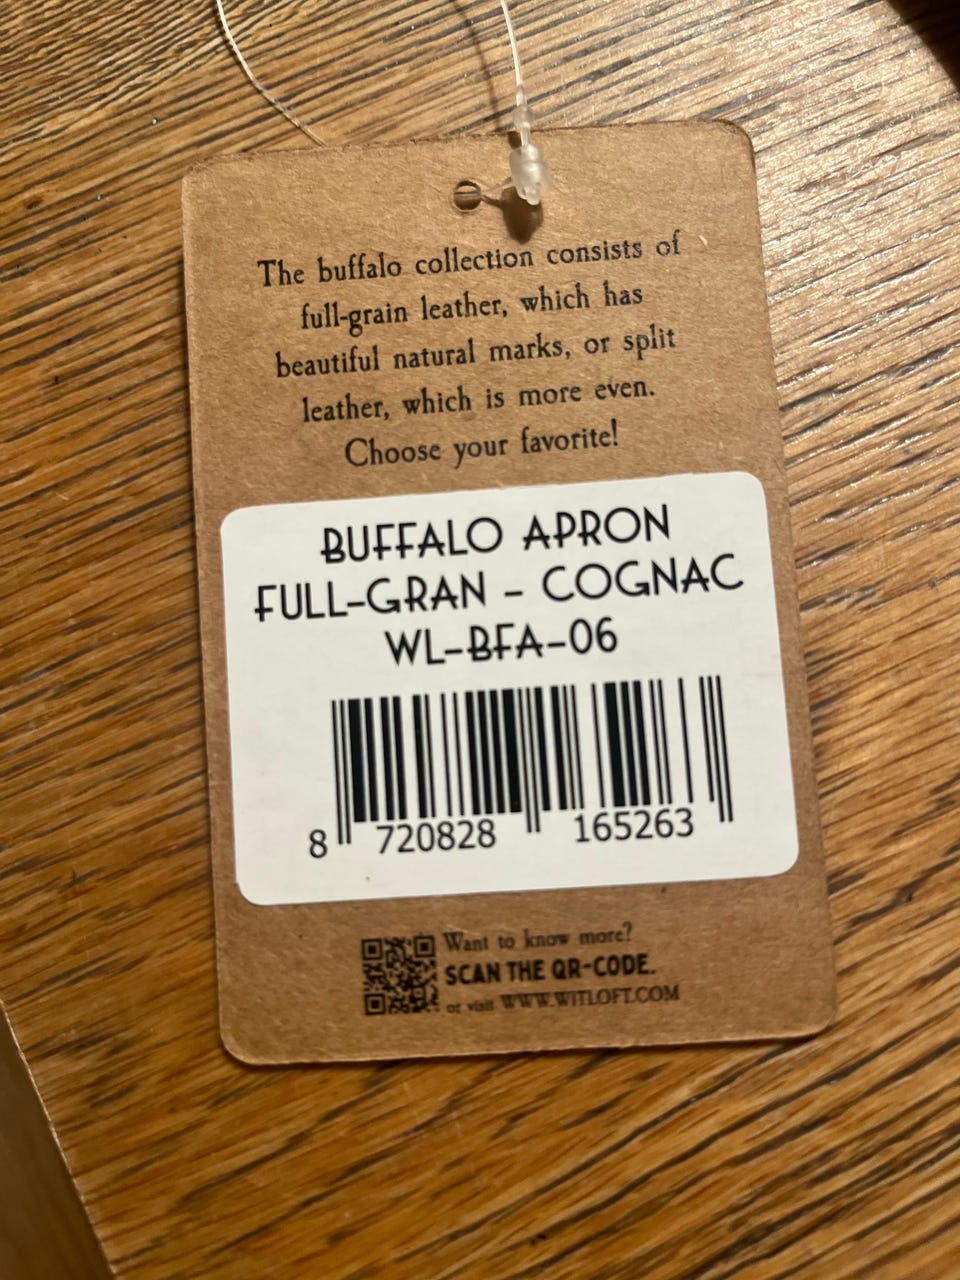 The buffalo collection consists of
full-grain leather, which has
beautiful natural marks, or split
leather, which is more even.
Choose your favorite!
BUFFALO APRON
FULL-GRAN - COGNAC
WL-BFA-06
8 720828 165263
Want to know more?
SCAN THE QR-CODE.
or visit WWW.WITLOFT.COM